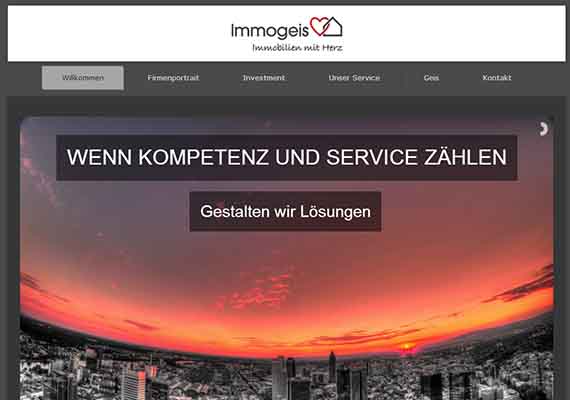 Immogeis
Immobilien mit Herz
Willkommen Firmenportrait Investment Unser Service Geis Kontakt
WENN KOMPETENZ UND SERVICE ZÄHLEN
Gestalten wir Lösungen